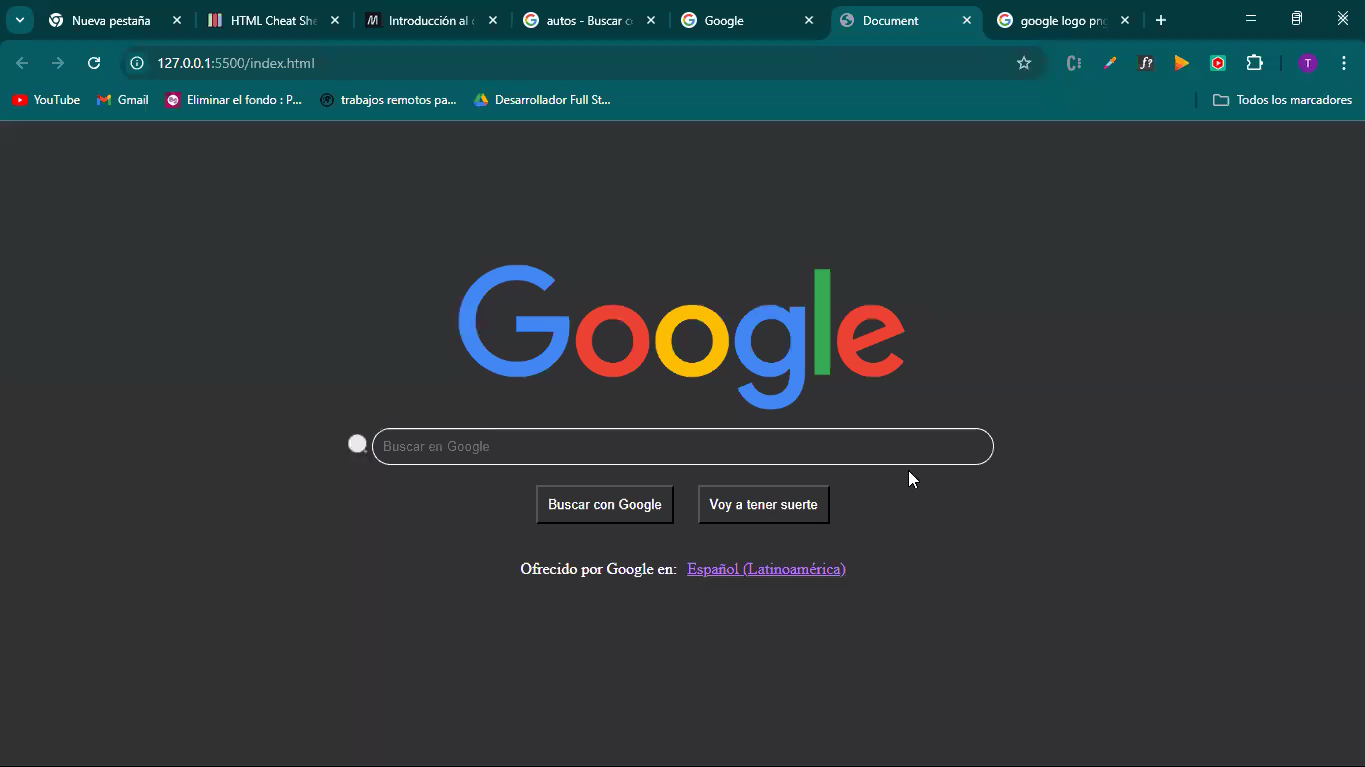 Nueva pestaña
HTML Cheat She
Introducción al
autos - Buscar c
Google
Document
google logo png
127.0.0.1:5500/index.html
f?
T
YouTube
Gmail
Eliminar el fondo : P...
trabajos remotos pa...
Desarrollador Full St...
Todos los marcadores
Google
Buscar en Google
Buscar con Google
Voy a tener suerte
Ofrecido por Google en: Español (Latinoamérica)